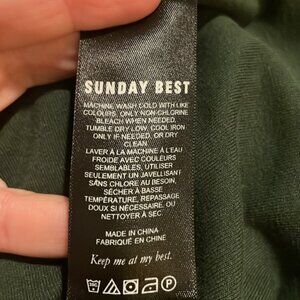 SUNDAY BEST
MACHINE WASH COLD WITH LIKE
COLOURS, ONLY NON-CHLORINE
BLEACH WHEN NEEDED,
TUMBLE DRY LOW, COOL IRON
ONLY IF NEEDED, OR DRY
CLEAN
LAVER À LA MACHINE À L'EAU
FROIDE AVEC COULEURS
SEMBLABLES, UTILISER
SEULEMENT UN JAVELLISANT
SANS CHLORE AU BESOIN,
SÉCHER À BASSE
TEMPÉRATURE, REPASSAGE
DOUX SI NÉCESSAIRE, OU
NETTOYER À SEC
MADE IN CHINA
FABRIQUÉ EN CHINE
Keep me at my best.